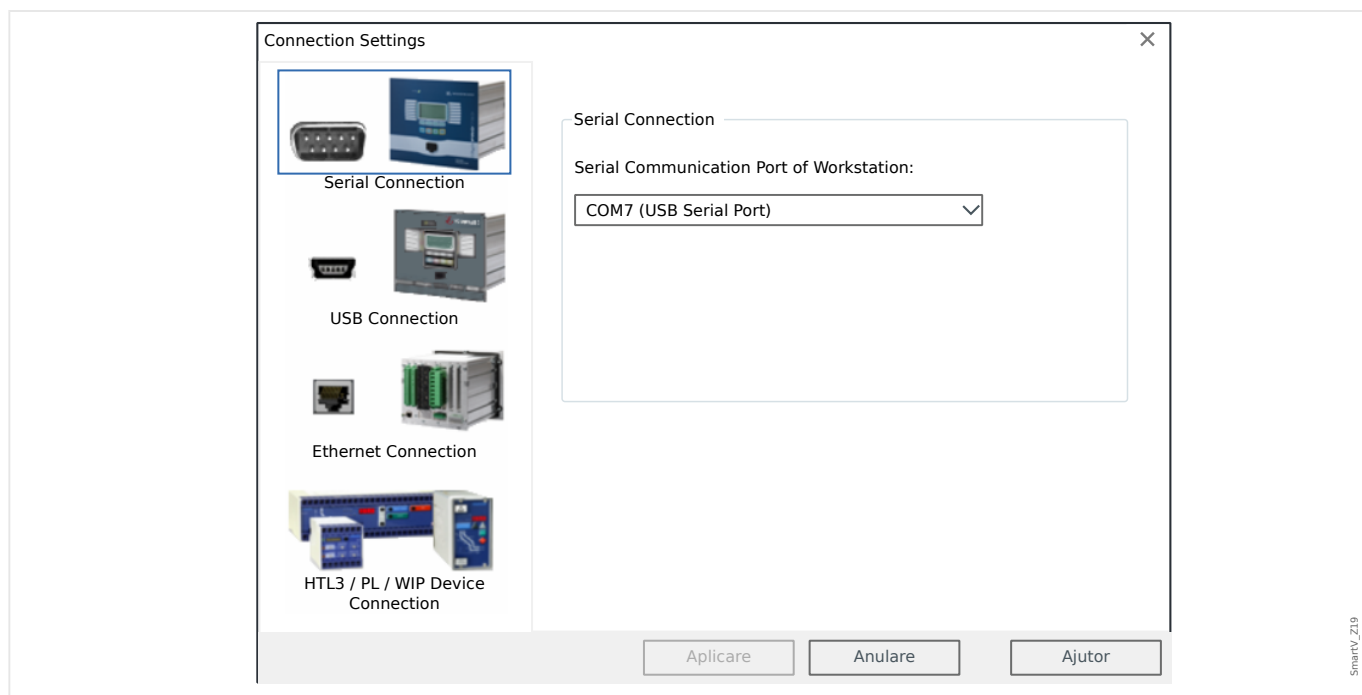 Connection Settings
Serial Connection
USB Connection
Ethernet Connection
HTL3 / PL / WIP Device
Connection
Serial Connection
Serial Communication Port of Workstation:
COM7 (USB Serial Port)
Aplicare
Anulare
Ajutor
SmartV_Z19